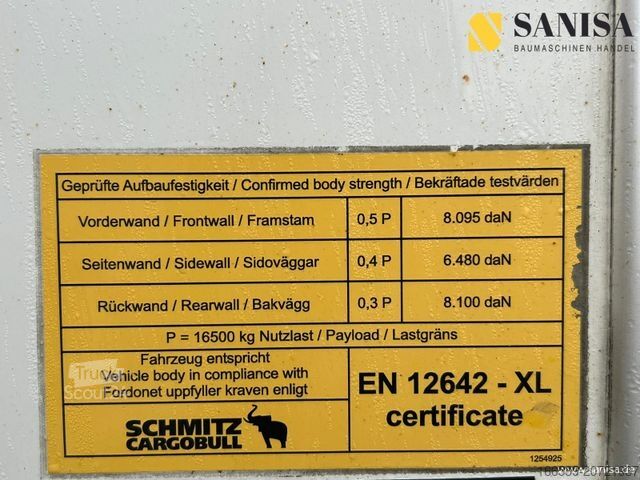 SANISA
BAUMASCHINEN HANDEL
Geprüfte Aufbaufestigkeit / Confirmed body strength / Bekräftade testvärden
Vorderwand / Frontwall / Framstam 0,5 P 8.095 daN
Seitenwand / Sidewall / Sidoväggar 0,4 P 6.480 daN
Rückwand / Rearwall / Bakvägg 0,3 P 8.100 daN
P = 16500 kg Nutzlast / Payload / Lastgräns
Fahrzeug entspricht
Vehicle body in compliance with
Fordonet uppfyller kraven enligt
EN 12642 - XL
certificate
SCHMITZ
CARGOBULL
1254925
Truck
Scout